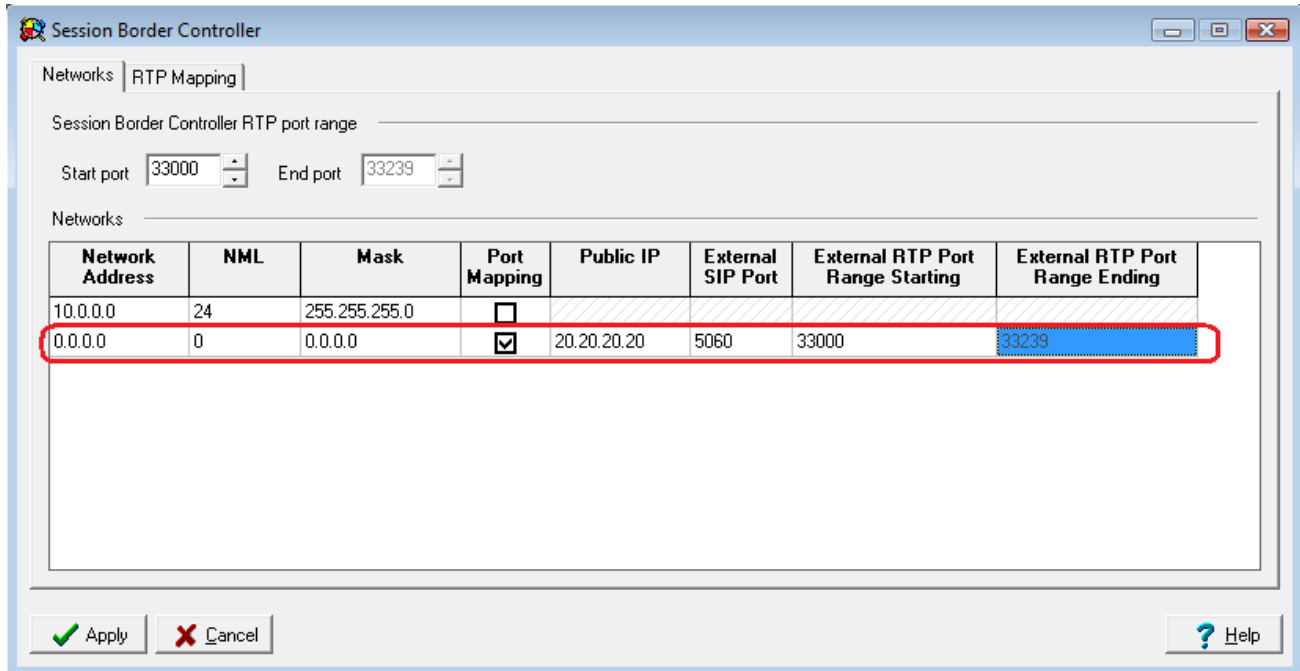 Session Border Controller
Networks RTP Mapping
Session Border Controller RTP port range
Start port 33000 End port 33239
Networks
Network Address NML Mask Port Mapping Public IP External SIP Port External RTP Port Range Starting External RTP Port Range Ending
10.0.0.0 24 255.255.255.0
0.0.0.0 0 0.0.0.0 20.20.20.20 5060 33000 33239
Apply Cancel Help